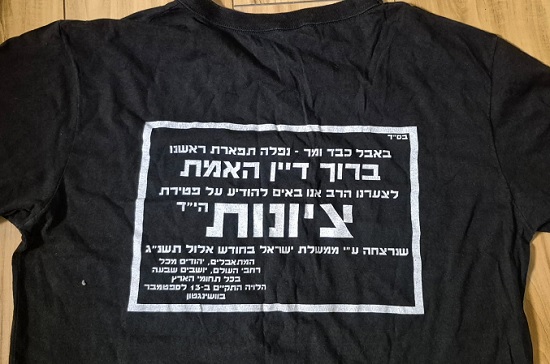 בס״ד
באבל כבד ומר - נפלה תפארת ראשנו
ברוך דיין האמת
לצערנו הרב אנו באים להודיע על פטירת
ציונות הי״ד
שנרצחה ע״י ממשלת ישראל בחודש אלול תשנ״ג
המתאבלים, יהודים מכל
רחבי העולם, יושבים שבעה
בכל תחומי הארץ
הלויה התקיים ב-13 לספטמבר
בוושינגטון